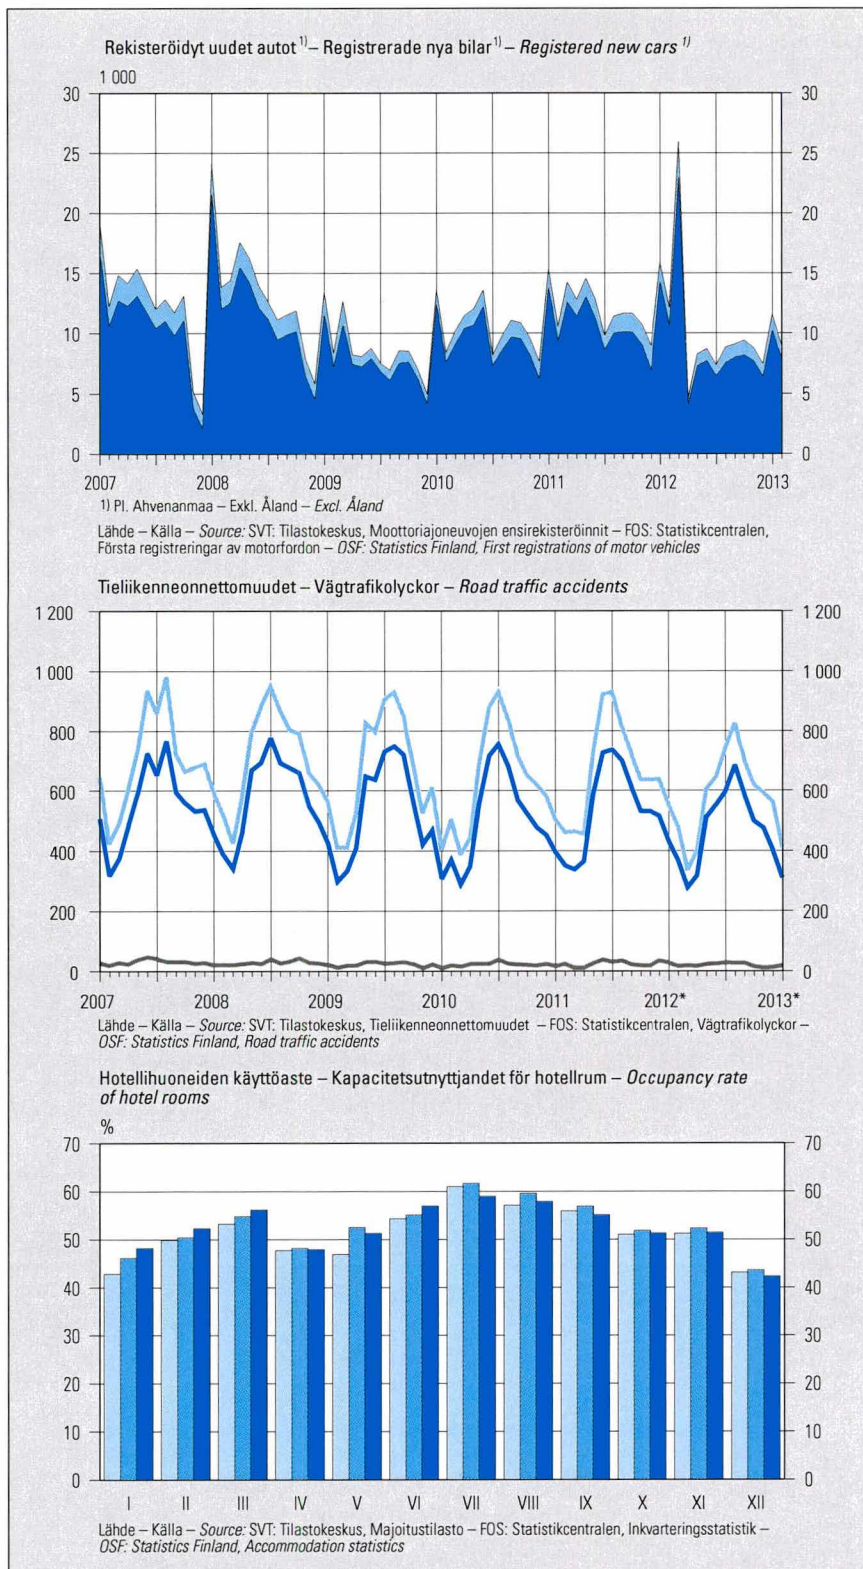 Rekisteröidyt uudet autot 1) – Registrerade nya bilar 1) – Registered new cars 1)
1 000
30 30
25 25
20 20
15 15
10 10
5 5
0 0
2007 2008 2009 2010 2011 2012 2013
1) Pl. Ahvenanmaa – Exkl. Åland – Excl. Åland
Lähde – Källa – Source: SVT: Tilastokeskus, Moottoriajoneuvojen ensirekisteröinnit – FOS: Statistikcentralen,
Första registreringar av motorfordon – OSF: Statistics Finland, First registrations of motor vehicles
Tieliikenneonnettomuudet – Vägtrafikolyckor – Road traffic accidents
1 200 1 200
1 000 1 000
800 800
600 600
400 400
200 200
0 0
2007 2008 2009 2010 2011 2012* 2013*
Lähde – Källa – Source: SVT: Tilastokeskus, Tieliikenneonnettomuudet – FOS: Statistikcentralen, Vägtrafikolyckor –
OSF: Statistics Finland, Road traffic accidents
Hotellihuoneiden käyttöaste – Kapacitetsutnyttjandet för hotellrum – Occupancy rate
of hotel rooms
%
70 70
60 60
50 50
40 40
30 30
20 20
10 10
0 0
I II III IV V VI VII VIII IX X XI XII
Lähde – Källa – Source: SVT: Tilastokeskus, Majoitustilasto – FOS: Statistikcentralen, Inkvarteringsstatistik –
OSF: Statistics Finland, Accommodation statistics